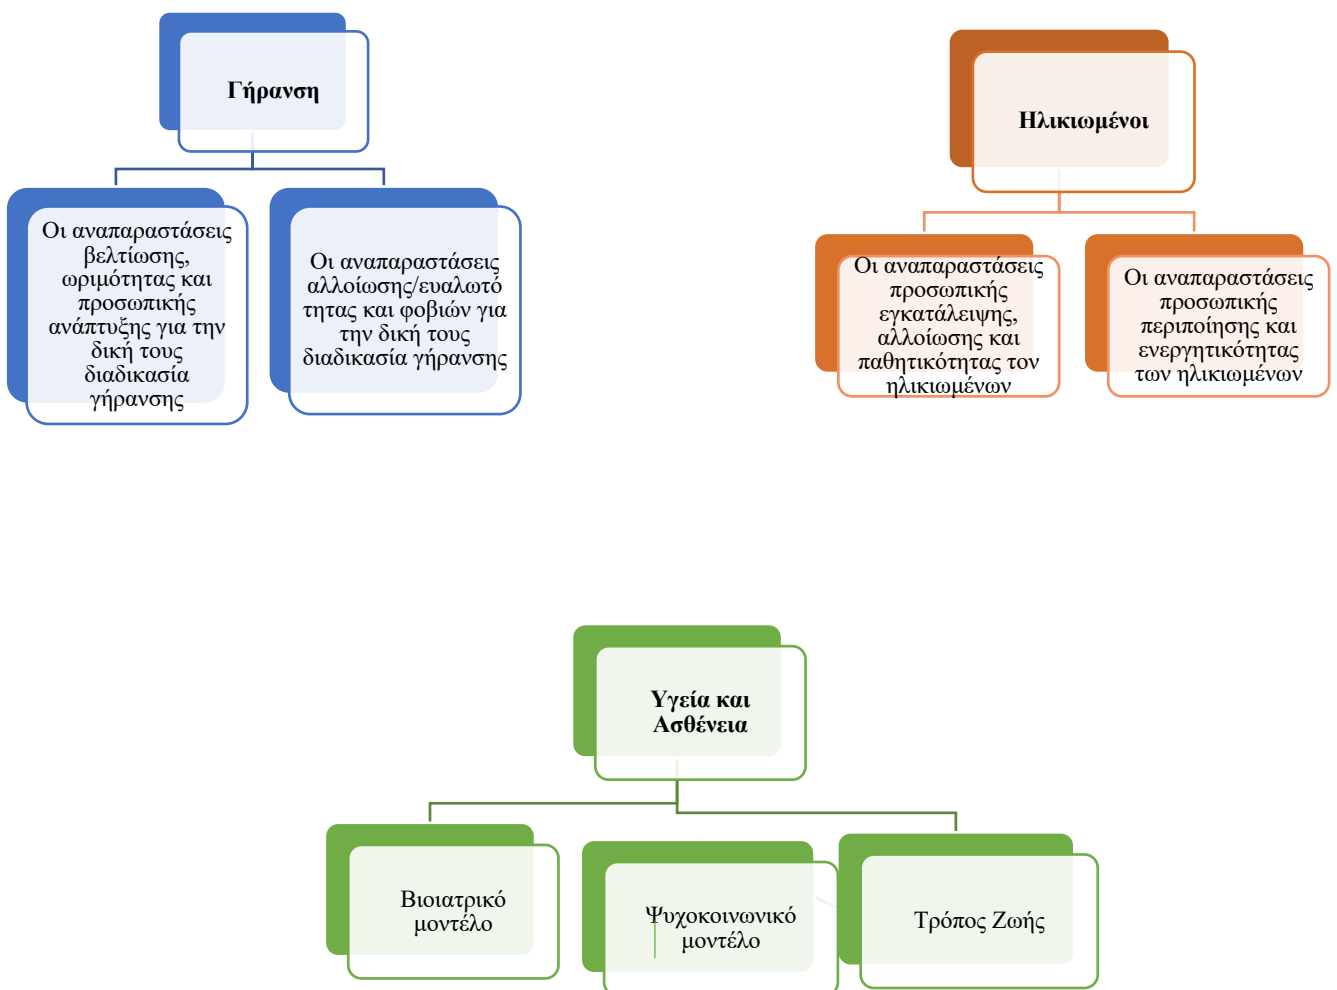 Γήρανση
Οι αναπαραστάσεις
βελτίωσης,
ωριμότητας και
προσωπικής
ανάπτυξης για την
δική τους
διαδικασία
γήρανσης
Οι αναπαραστάσεις
αλλοίωσης/ευαλωτό
τητας και φοβιών για
την δική τους
διαδικασία γήρανσης
Ηλικιωμένοι
Οι αναπαραστάσεις
προσωπικής
εγκατάλειψης,
αλλοίωσης και
παθητικότητας τον
ηλικιωμένων
Οι αναπαραστάσεις
προσωπικής
περιποίησης και
ενεργητικότητας
των ηλικιωμένων
Υγεία και
Ασθένεια
Βιοιατρικό
μοντέλο
Ψυχοκοινωνικό
μοντέλο
Τρόπος Ζωής